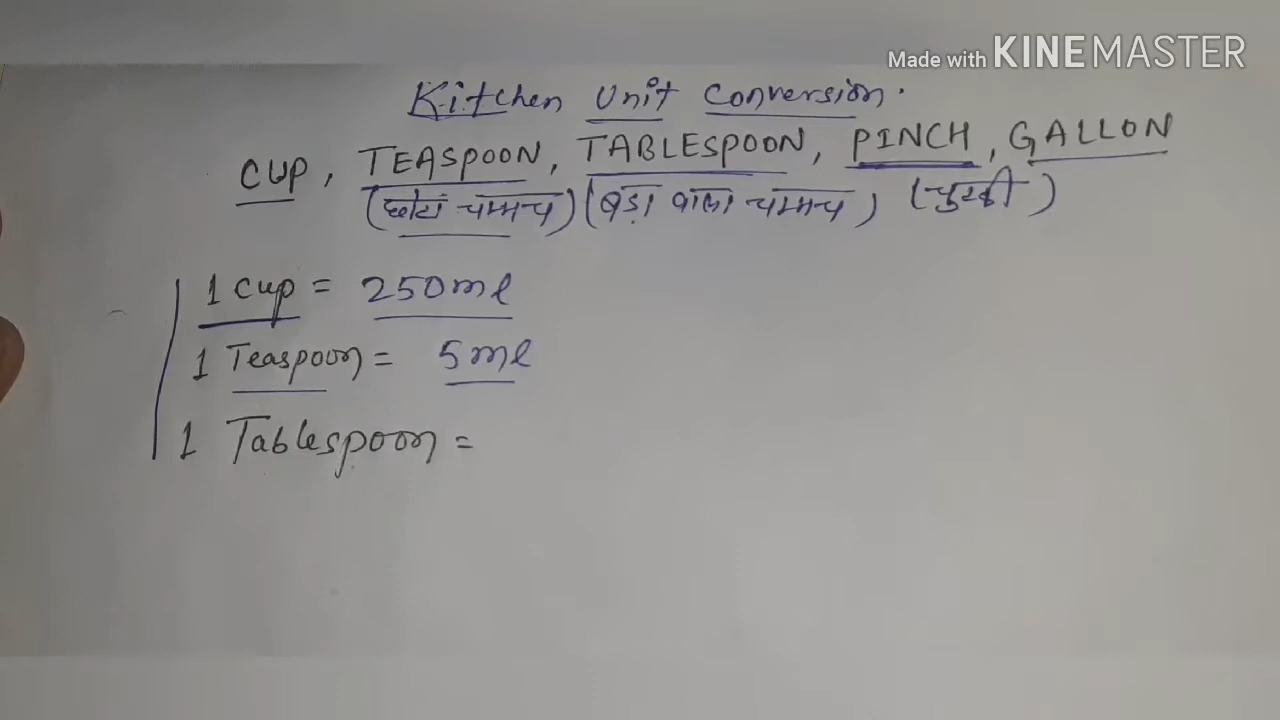 Made with KINEMASTER
Kitchen Unit Conversion.
CUP, TEASPOON, TABLESPOON, PINCH, GALLON
(छोटा चम्मच) (बड़ा वाला चम्मच) (चुटकी)
1 Cup = 250ml
1 Teaspoon = 5ml
1 Tablespoon =